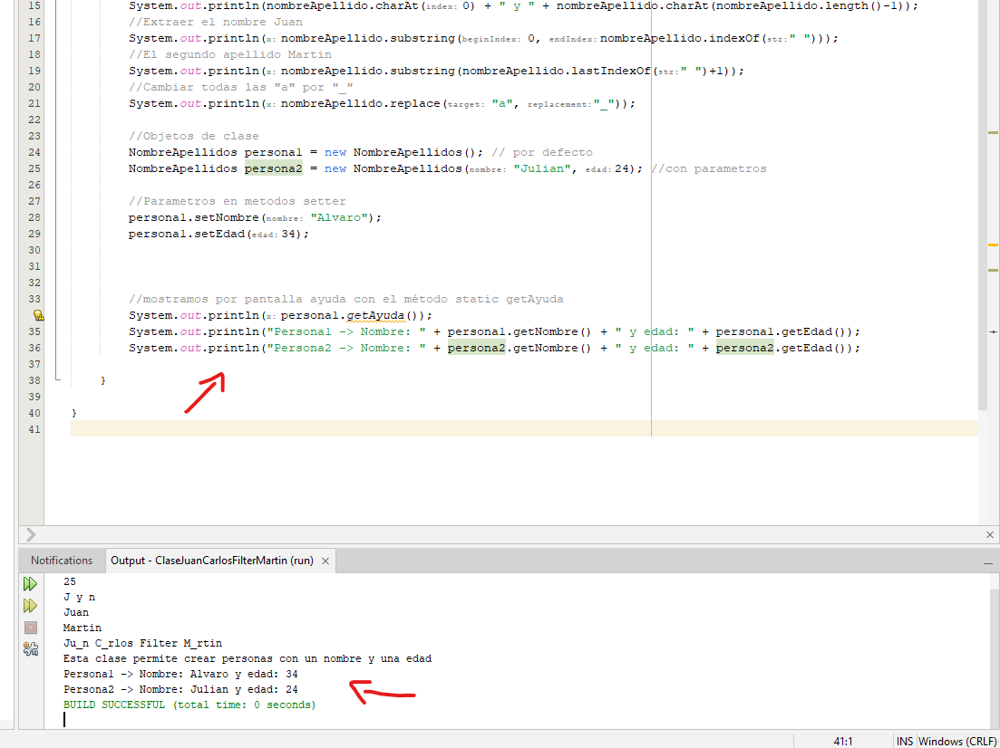 15 System.out.println(nombreApellido.charAt(index: 0) + " y " + nombreApellido.charAt(nombreApellido.length()-1));
16 //Extraer el nombre Juan
17 System.out.println(x: nombreApellido.substring(beginIndex: 0, endIndex: nombreApellido.indexOf(str:" ")));
18 //El segundo apellido Martin
19 System.out.println(x: nombreApellido.substring(nombreApellido.lastIndexOf(str:" ")+1));
20 //Cambiar todas las "a" por "_"
21 System.out.println(x: nombreApellido.replace(target: "a", replacement:"_"));
22
23 //Objetos de clase
24 NombreApellidos persona1 = new NombreApellidos(); // por defecto
25 NombreApellidos persona2 = new NombreApellidos(nombre: "Julian", edad: 24); //con parametros
26
27 //Parametros en metodos setter
28 persona1.setNombre(nombre: "Alvaro");
29 persona1.setEdad(edad: 34);
30
31
32
33 //mostramos por pantalla ayuda con el método static getAyuda
System.out.println(x: persona1.getAyuda());
35 System.out.println("Persona1 -> Nombre: " + persona1.getNombre() + " y edad: " + persona1.getEdad());
36 System.out.println("Persona2 -> Nombre: " + persona2.getNombre() + " y edad: " + persona2.getEdad());
37
38 }
39
40 }
41
Notifications Output - ClaseJuanCarlosFilterMartin (run)
25
J y n
Juan
Martin
Ju_n C_rlos Filter M_rtin
Esta clase permite crear personas con un nombre y una edad
Persona1 -> Nombre: Alvaro y edad: 34
Persona2 -> Nombre: Julian y edad: 24
BUILD SUCCESSFUL (total time: 0 seconds)
41:1 INS Windows (CRLF)